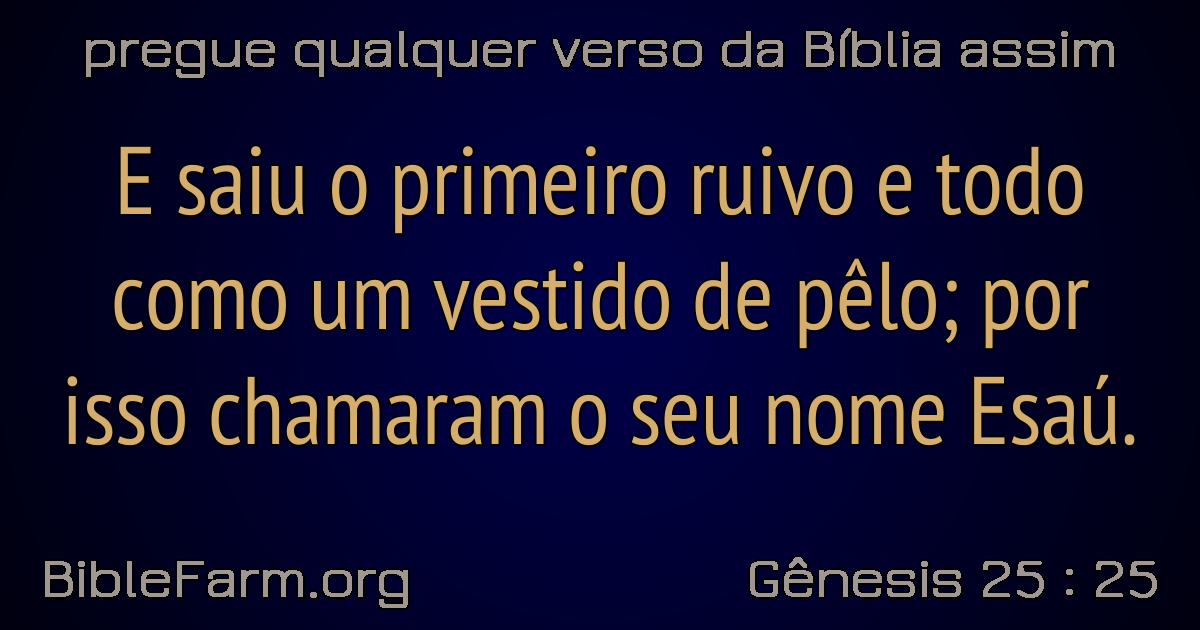 pregue qualquer verso da Bíblia assim
E saiu o primeiro ruivo e todo
como um vestido de pêlo; por
isso chamaram o seu nome Esaú.
BibleFarm.org
Gênesis 25 : 25